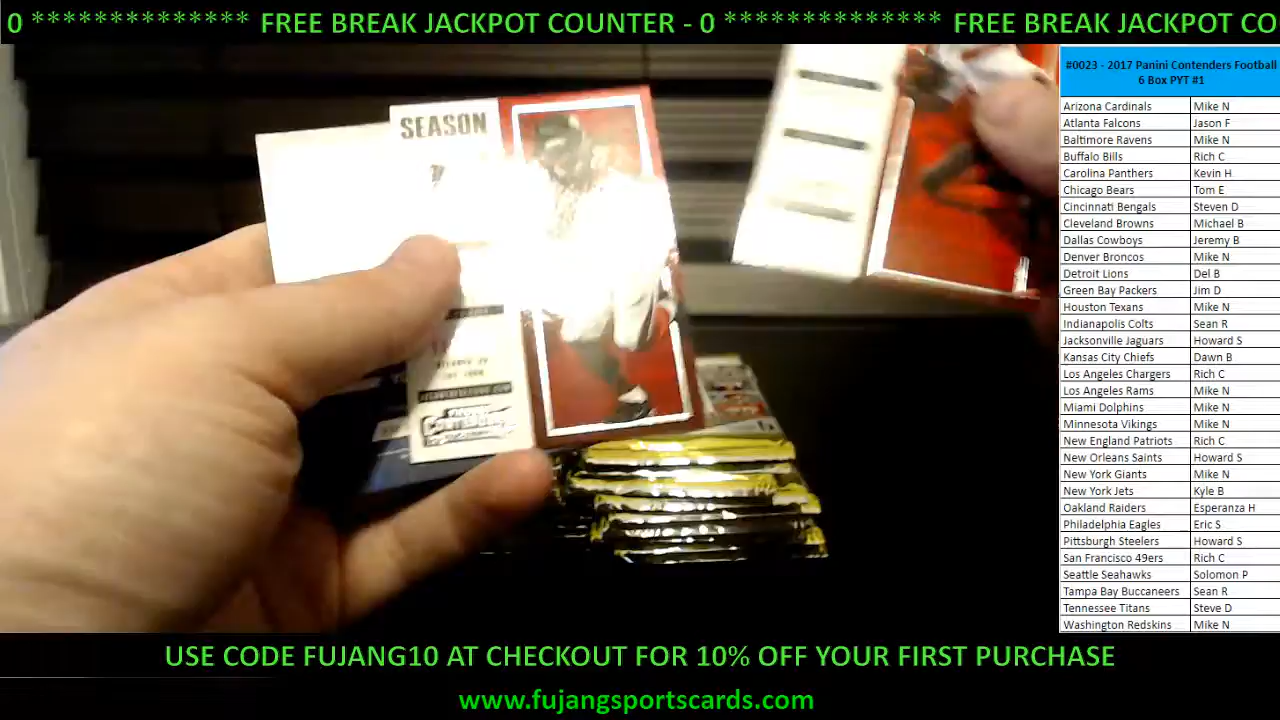 0 ************** FREE BREAK JACKPOT COUNTER - 0 ************** FREE BREAK JACKPOT CO
#0023 - 2017 Panini Contenders Football
6 Box PYT #1
Arizona Cardinals Mike N
Atlanta Falcons Jason F
Baltimore Ravens Mike N
Buffalo Bills Rich C
Carolina Panthers Kevin H
Chicago Bears Tom E
Cincinnati Bengals Steven D
Cleveland Browns Michael B
Dallas Cowboys Jeremy B
Denver Broncos Mike N
Detroit Lions Del B
Green Bay Packers Jim D
Houston Texans Mike N
Indianapolis Colts Sean R
Jacksonville Jaguars Howard S
Kansas City Chiefs Dawn B
Los Angeles Chargers Rich C
Los Angeles Rams Mike N
Miami Dolphins Mike N
Minnesota Vikings Mike N
New England Patriots Rich C
New Orleans Saints Howard S
New York Giants Mike N
New York Jets Kyle B
Oakland Raiders Esperanza H
Philadelphia Eagles Eric S
Pittsburgh Steelers Howard S
San Francisco 49ers Rich C
Seattle Seahawks Solomon P
Tampa Bay Buccaneers Sean R
Tennessee Titans Steve D
Washington Redskins Mike N
SEASON
CONTENDERS
USE CODE FUJANG10 AT CHECKOUT FOR 10% OFF YOUR FIRST PURCHASE
www.fujangsportscards.com